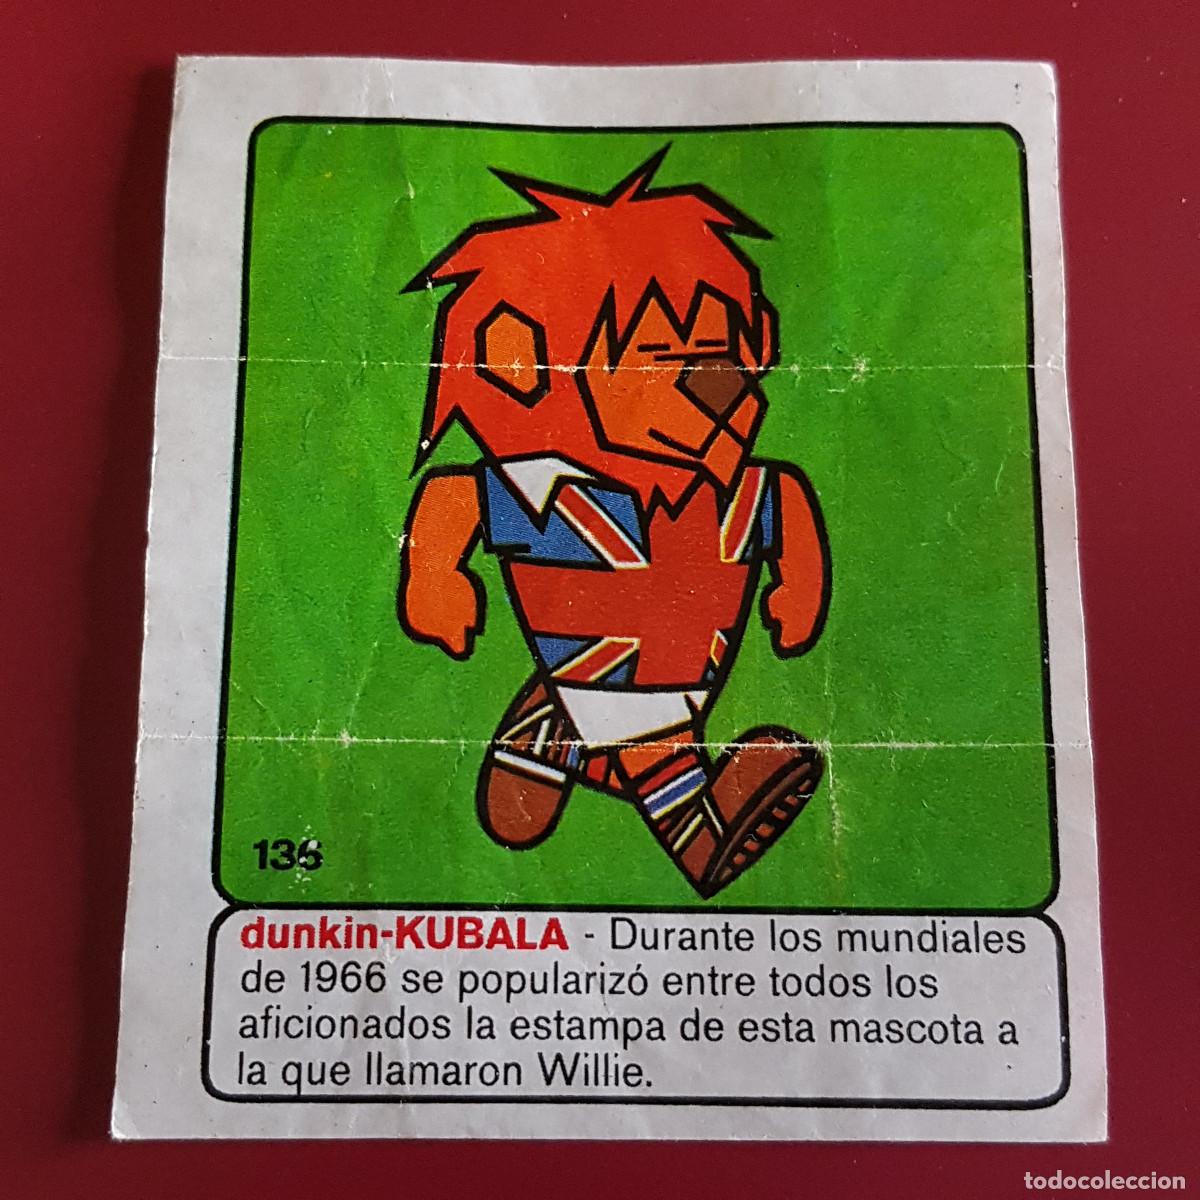 136
dunkin-KUBALA - Durante los mundiales
de 1966 se popularizó entre todos los
aficionados la estampa de esta mascota a
la que llamaron Willie.
todocoleccion